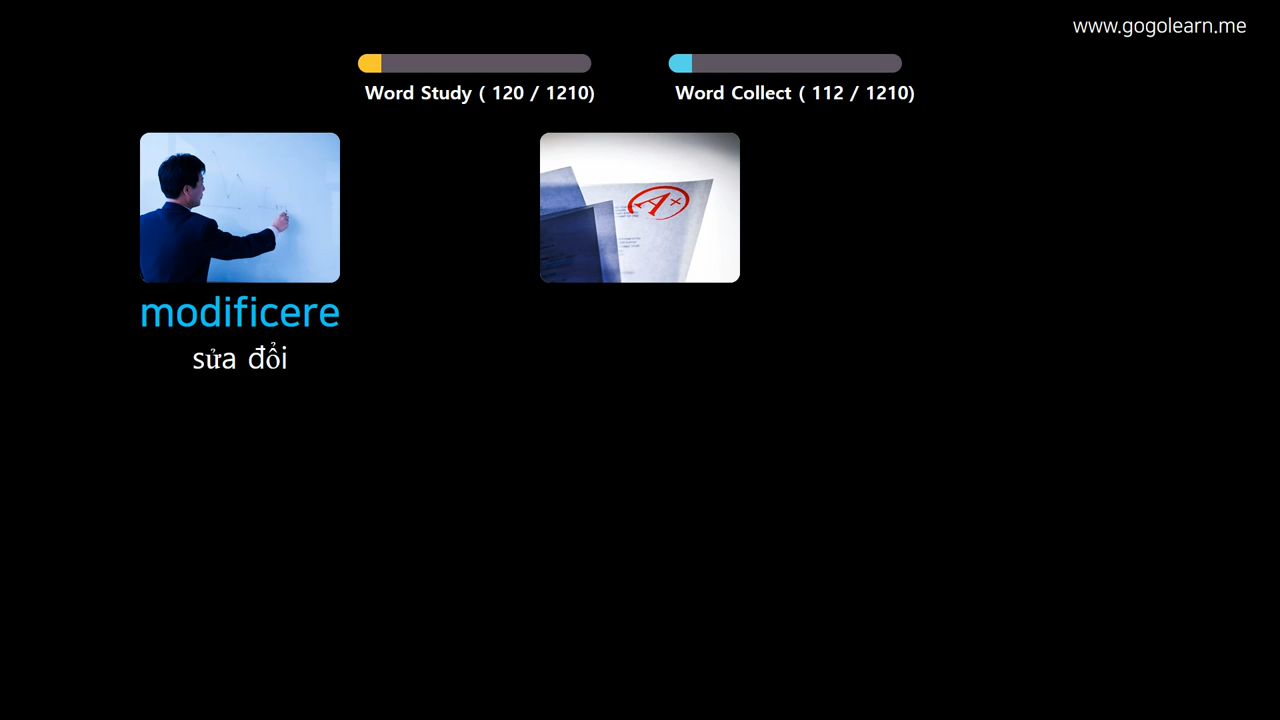 www.gogolearn.me
Word Study ( 120 / 1210)
Word Collect ( 112 / 1210)
A+
modificere
sửa đổi